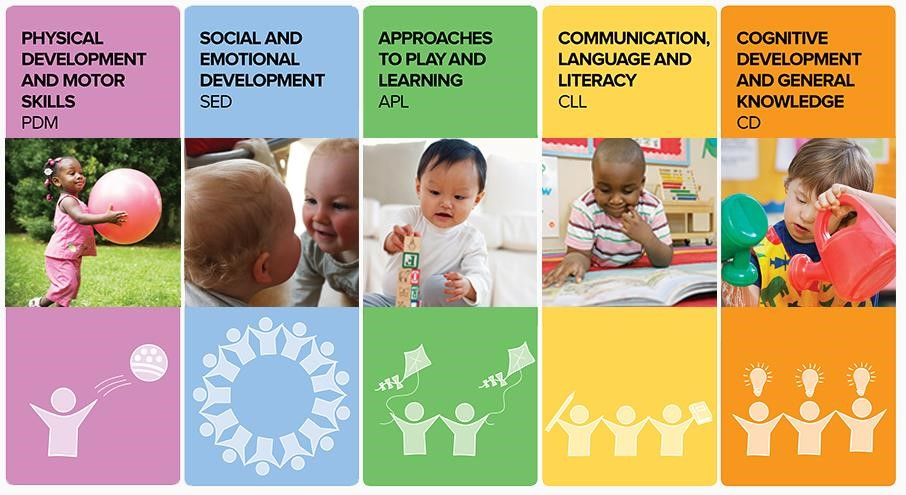 PHYSICAL
DEVELOPMENT
AND MOTOR
SKILLS
PDM
SOCIAL AND
EMOTIONAL
DEVELOPMENT
SED
APPROACHES
TO PLAY AND
LEARNING
APL
COMMUNICATION,
LANGUAGE AND
LITERACY
CLL
COGNITIVE
DEVELOPMENT
AND GENERAL
KNOWLEDGE
CD